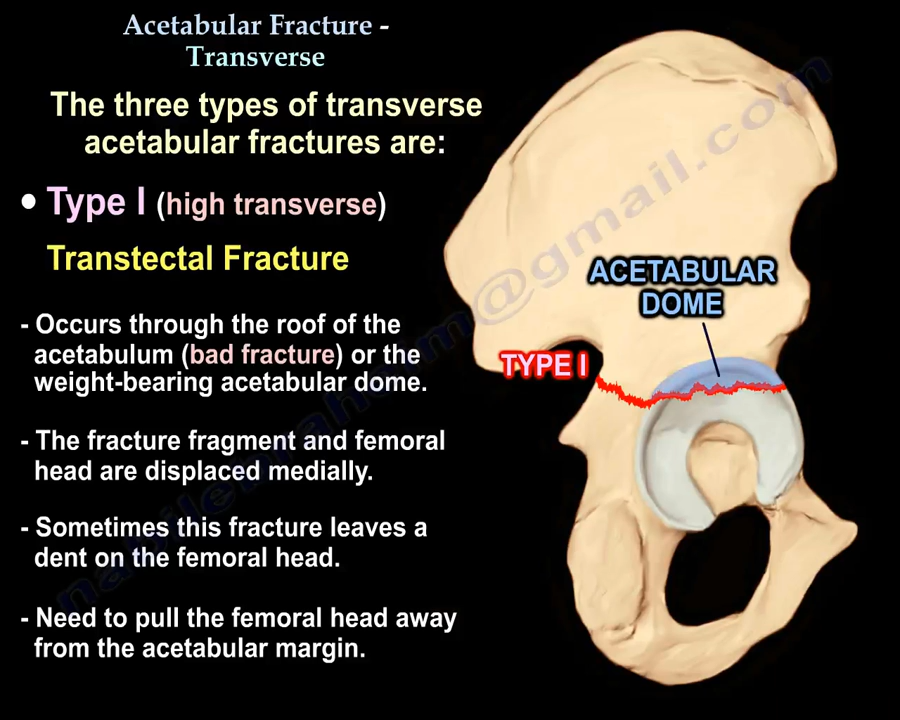 Acetabular Fracture -
Transverse
The three types of transverse
acetabular fractures are:
• Type I (high transverse)
Transtectal Fracture
- Occurs through the roof of the
acetabulum (bad fracture) or the
weight-bearing acetabular dome.
- The fracture fragment and femoral
head are displaced medially.
- Sometimes this fracture leaves a
dent on the femoral head.
- Need to pull the femoral head away
from the acetabular margin.
ACETABULAR
DOME
TYPE I
nabilebraheim@gmail.com